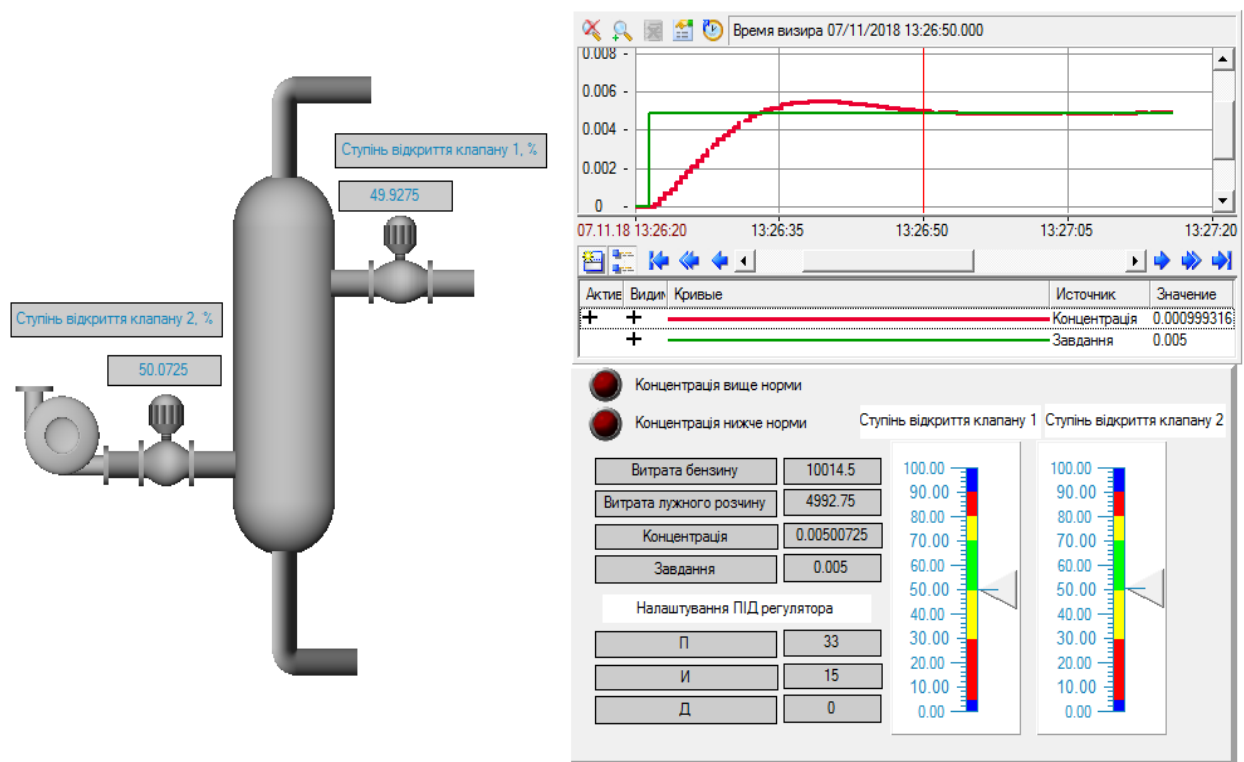 Время визира 07/11/2018 13:26:50.000
0.008
0.006
0.004
0.002
0
07.11.18 13:26:20 13:26:35 13:26:50 13:27:05 13:27:20
Актив Видим Кривые Источник Значение
Концентрація 0.000999316
Завдання 0.005
Ступінь відкриття клапану 1, %
49.9275
Ступінь відкриття клапану 2, %
50.0725
Концентрація вище норми
Концентрація нижче норми
Витрата бензину 10014.5
Витрата лужного розчину 4992.75
Концентрація 0.00500725
Завдання 0.005
Налаштування ПІД регулятора
П 33
И 15
Д 0
Ступінь відкриття клапану 1 Ступінь відкриття клапану 2
100.00 100.00
90.00 90.00
80.00 80.00
70.00 70.00
60.00 60.00
50.00 50.00
40.00 40.00
30.00 30.00
20.00 20.00
10.00 10.00
0.00 0.00